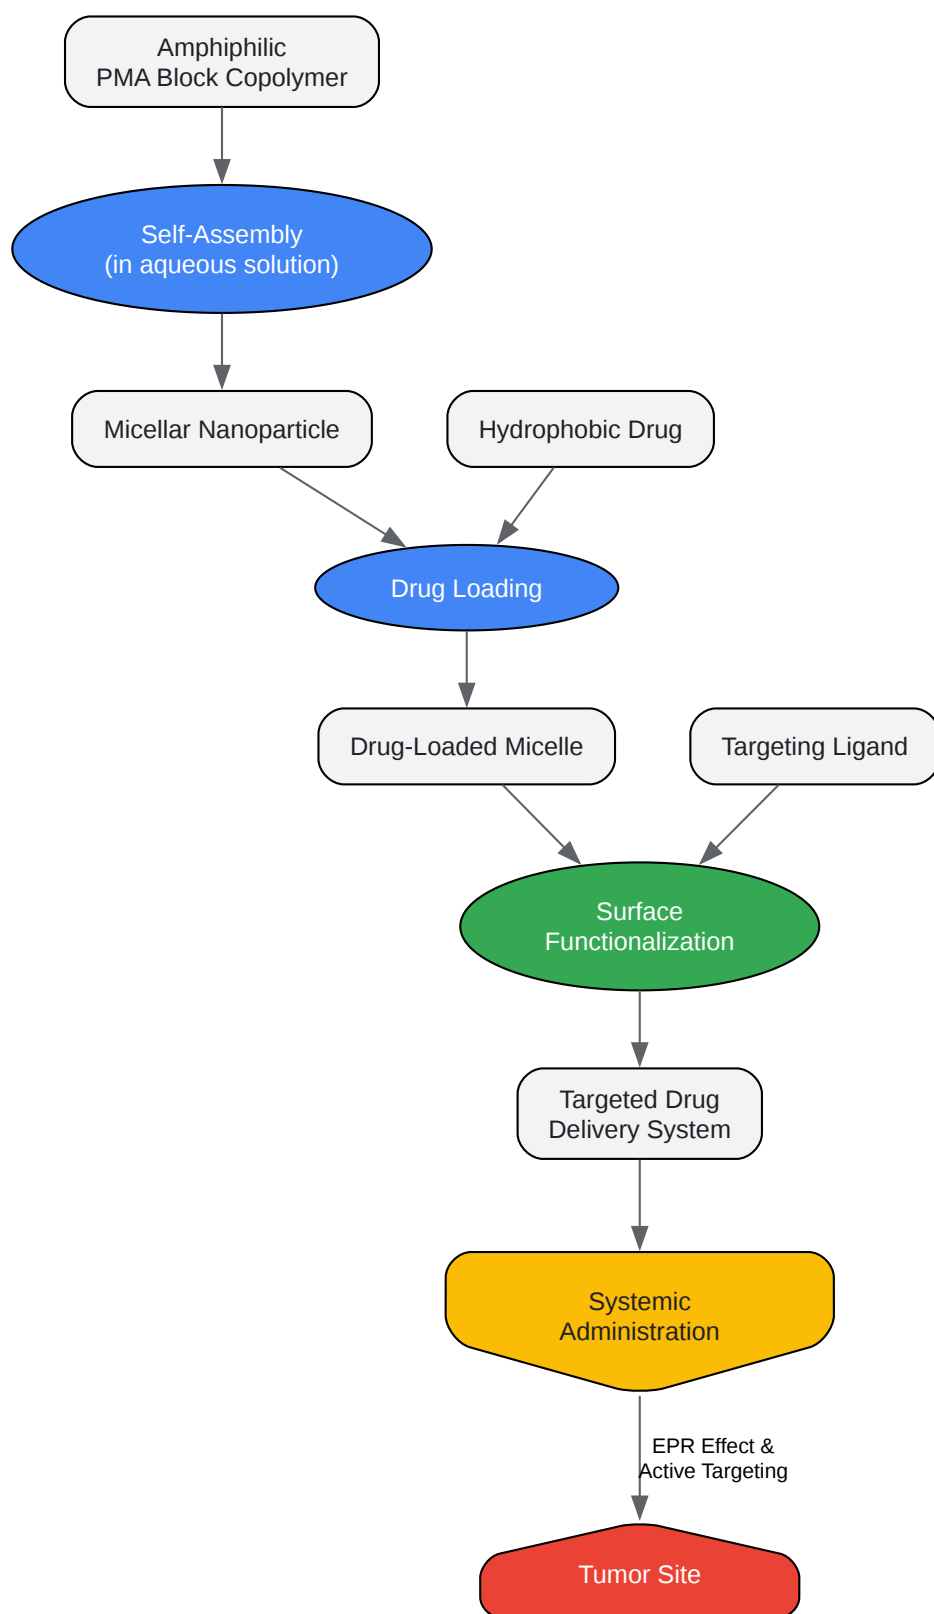 Amphiphilic
PMA Block Copolymer
Self-Assembly
(in aqueous solution)
Micellar Nanoparticle
Hydrophobic Drug
Drug Loading
Drug-Loaded Micelle
Targeting Ligand
Surface
Functionalization
Targeted Drug
Delivery System
Systemic
Administration
EPR Effect &
Active Targeting
Tumor Site